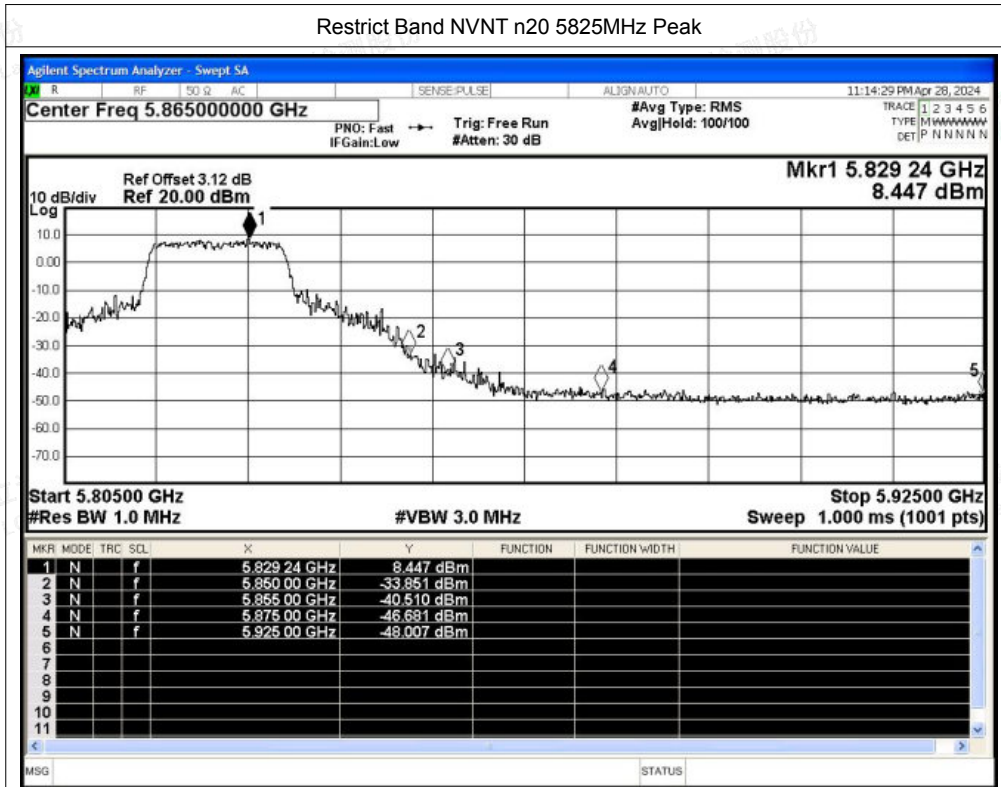 Restrict Band NVNT n20 5825MHz Peak
Agilent Spectrum Analyzer - Swept SA
R RF 50 Ω AC SENSE:PULSE ALIGN AUTO 11:14:29 PM Apr 28, 2024
Center Freq 5.865000000 GHz #Avg Type: RMS TRACE 1 2 3 4 5 6
PNO: Fast Trig: Free Run Avg|Hold: 100/100 TYPE M W W W W W
IFGain:Low #Atten: 30 dB DET P N N N N N
Mkr1 5.829 24 GHz
Ref Offset 3.12 dB
10 dB/div Ref 20.00 dBm 8.447 dBm
Log
1
10.0
0.00
-10.0
-20.0
2
-30.0
3
-40.0
4
5
-50.0
-60.0
-70.0
Start 5.80500 GHz Stop 5.92500 GHz
#Res BW 1.0 MHz #VBW 3.0 MHz Sweep 1.000 ms (1001 pts)
MKR MODE TRC SCL X Y FUNCTION FUNCTION WIDTH FUNCTION VALUE
1 N f 5.829 24 GHz 8.447 dBm
2 N f 5.850 00 GHz -33.851 dBm
3 N f 5.855 00 GHz -40.510 dBm
4 N f 5.875 00 GHz -46.681 dBm
5 N f 5.925 00 GHz -48.007 dBm
6
7
8
9
10
11
MSG STATUS